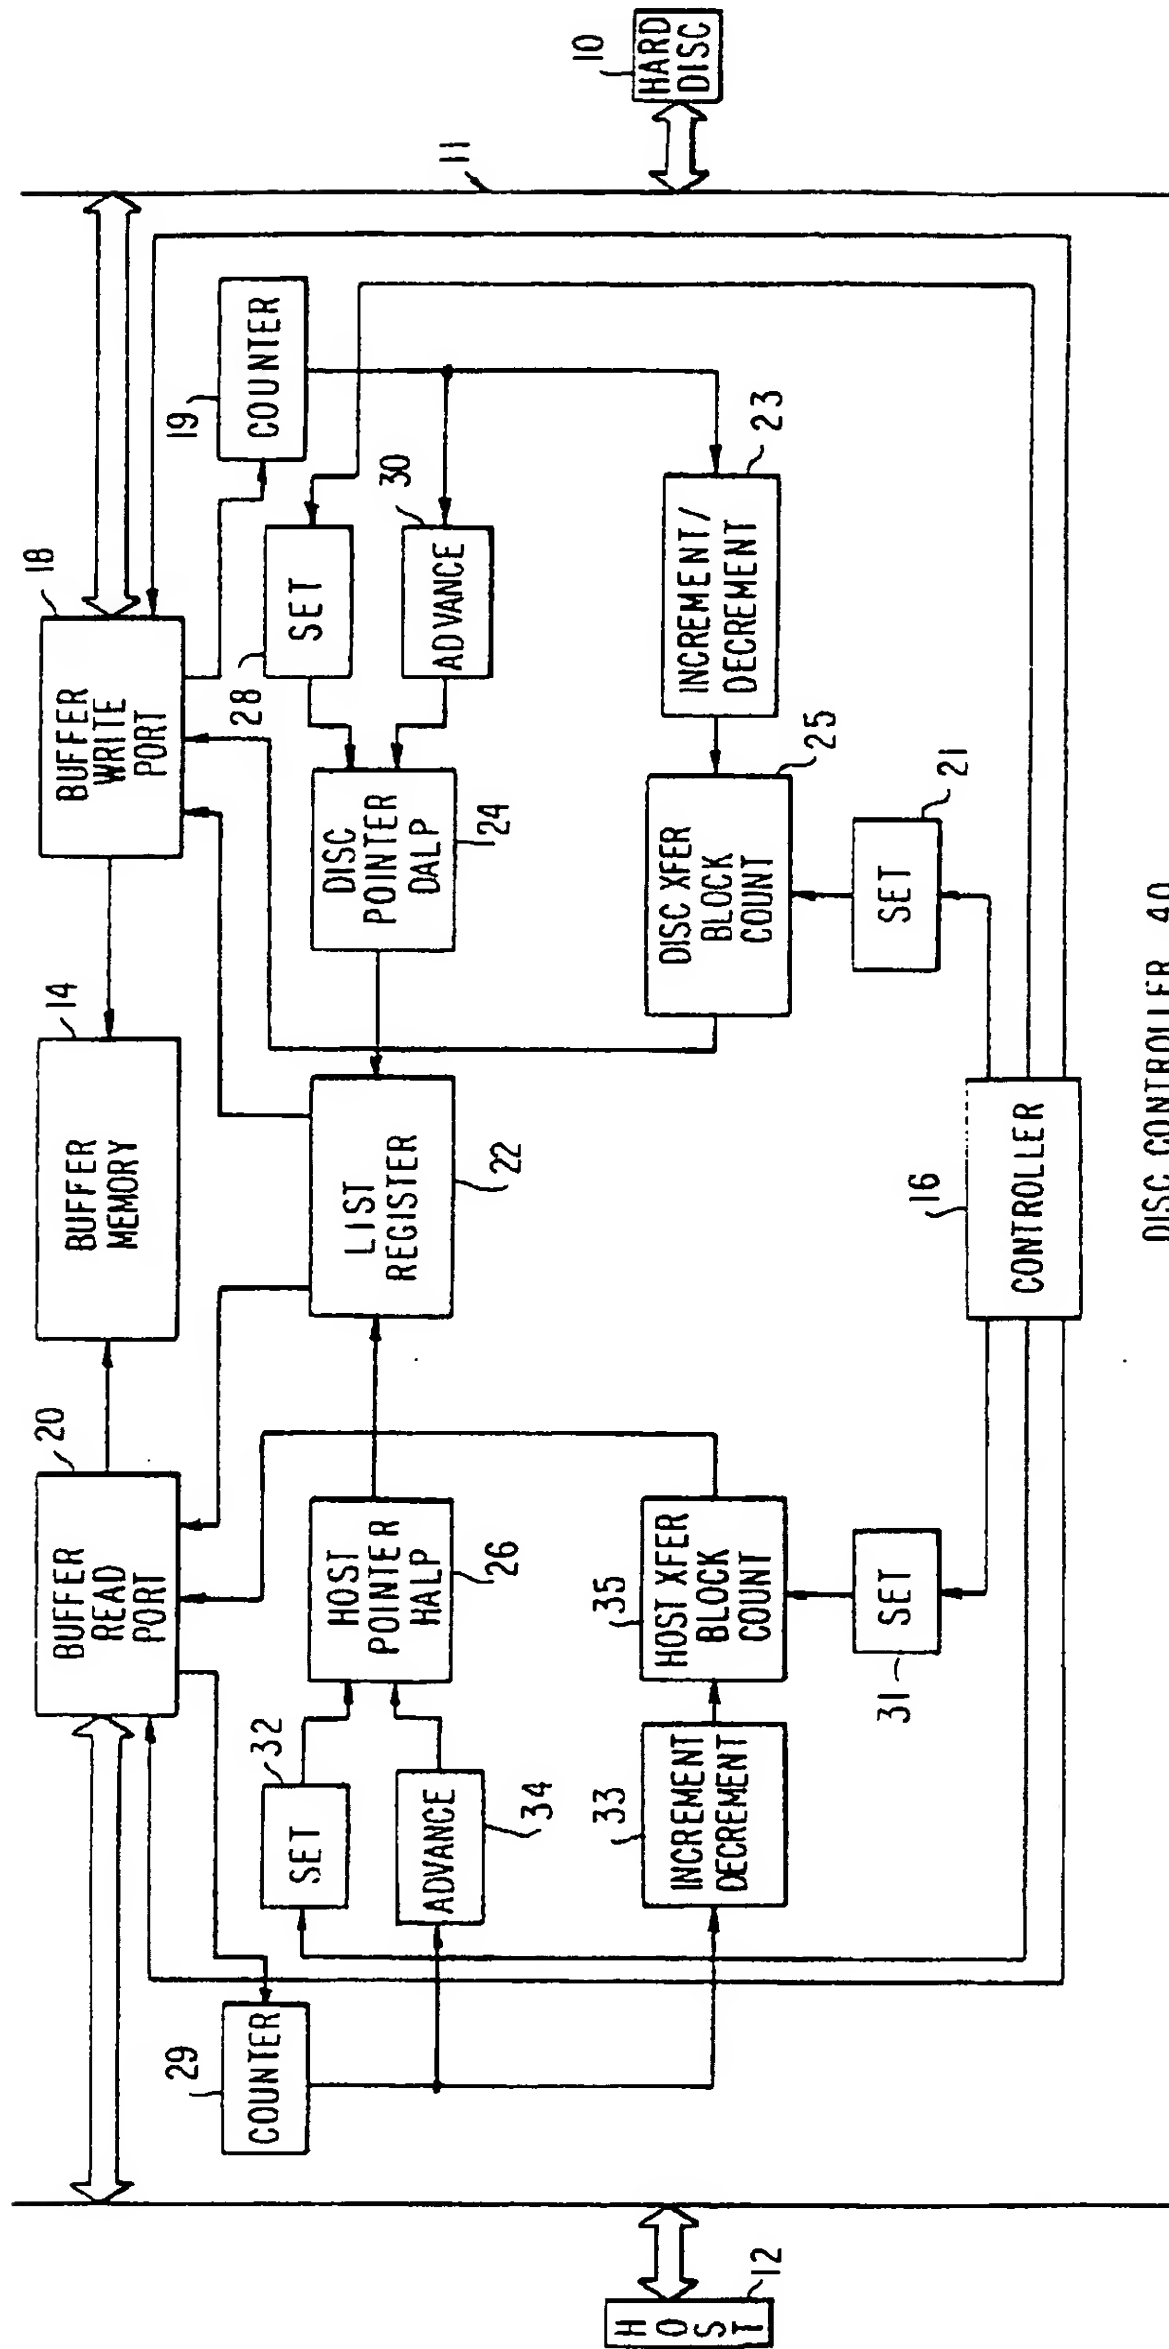 20
BUFFER
READ
PORT
14
BUFFER
MEMORY
18
BUFFER
WRITE
PORT
29
COUNTER
32
SET
ADVANCE
34
HOST
POINTER
HALP
26
LIST
REGISTER
22
DISC
POINTER
DALP
24
28
SET
30
ADVANCE
19
COUNTER
11
HOST
12
33
INCREMENT
DECREMENT
35
HOST XFER
BLOCK
COUNT
31
SET
DISC XFER
BLOCK
COUNT
25
INCREMENT/
DECREMENT
23
SET
21
10
HARD
DISC
16
CONTROLLER
DISC CONTROLLER 40